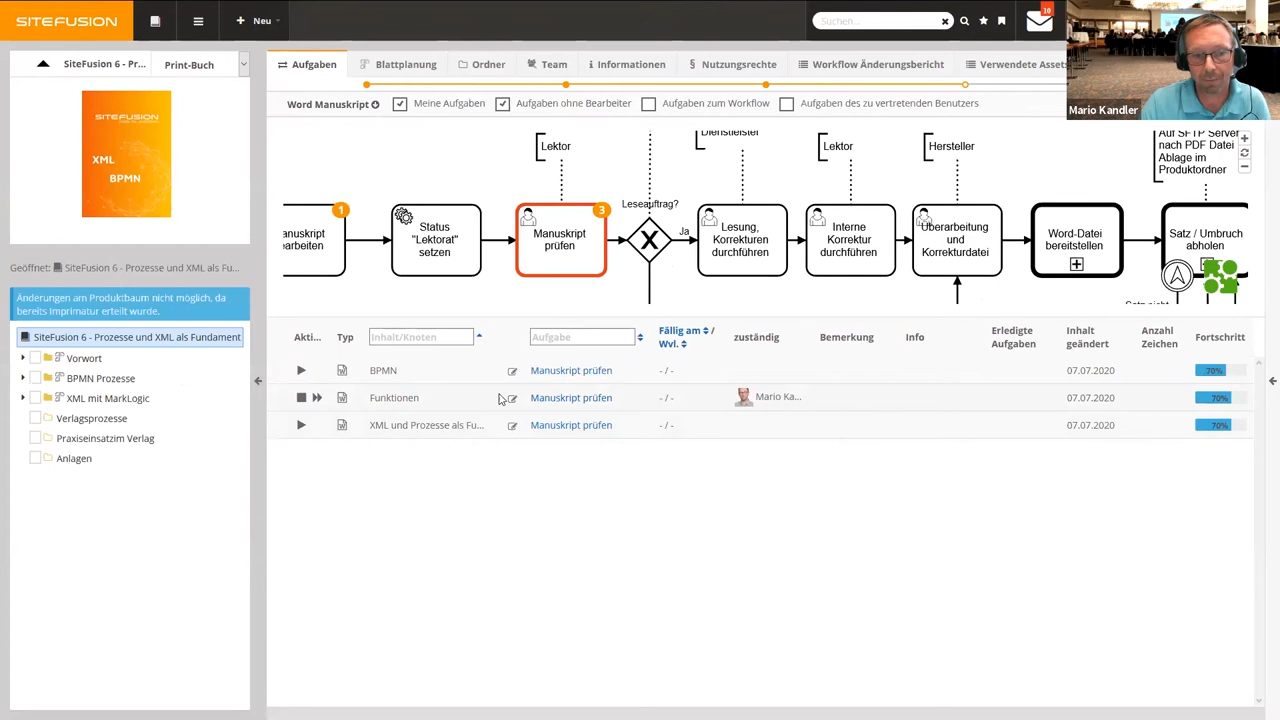 SITEFUSION
Neu
Suchen...
10
Mario Kandler
SiteFusion 6 - Pr...
Print-Buch
SITEFUSION
XML
BPMN
Geöffnet: SiteFusion 6 - Prozesse und XML als Fu...
Änderungen am Produktbaum nicht möglich, da
bereits Imprimatur erteilt wurde.
SiteFusion 6 - Prozesse und XML als Fundament
Vorwort
BPMN Prozesse
XML mit MarkLogic
Verlagsprozesse
Praxiseinsatzim Verlag
Anlagen
Aufgaben
Blattplanung
Ordner
Team
Informationen
Nutzungsrechte
Workflow Änderungsbericht
Verwendete Asset
Word Manuskript
Meine Aufgaben
Aufgaben ohne Bearbeiter
Aufgaben zum Workflow
Aufgaben des zu vertretenden Benutzers
Lektor
Dienstleister
Lektor
Hersteller
Auf SFTP Server
nach PDF Datei
Ablage im
Produktordner
Leseauftrag?
Ja
1
anuskript
earbeiten
Status
"Lektorat"
setzen
3
Manuskript
prüfen
Lesung,
Korrekturen
durchführen
Interne
Korrektur
durchführen
Überarbeitung
und
Korrekturdatei
Word-Datei
bereitstellen
Satz / Umbruch
abholen
Akti...
Typ
Inhalt/Knoten
Aufgabe
Fällig am /
Wvl.
zuständig
Bemerkung
Info
Erledigte
Aufgaben
Inhalt
geändert
Anzahl
Zeichen
Fortschritt
BPMN Manuskript prüfen - / - 07.07.2020 70%
Funktionen Manuskript prüfen - / - Mario Ka... 07.07.2020 70%
XML und Prozesse als Fu... Manuskript prüfen - / - 07.07.2020 70%